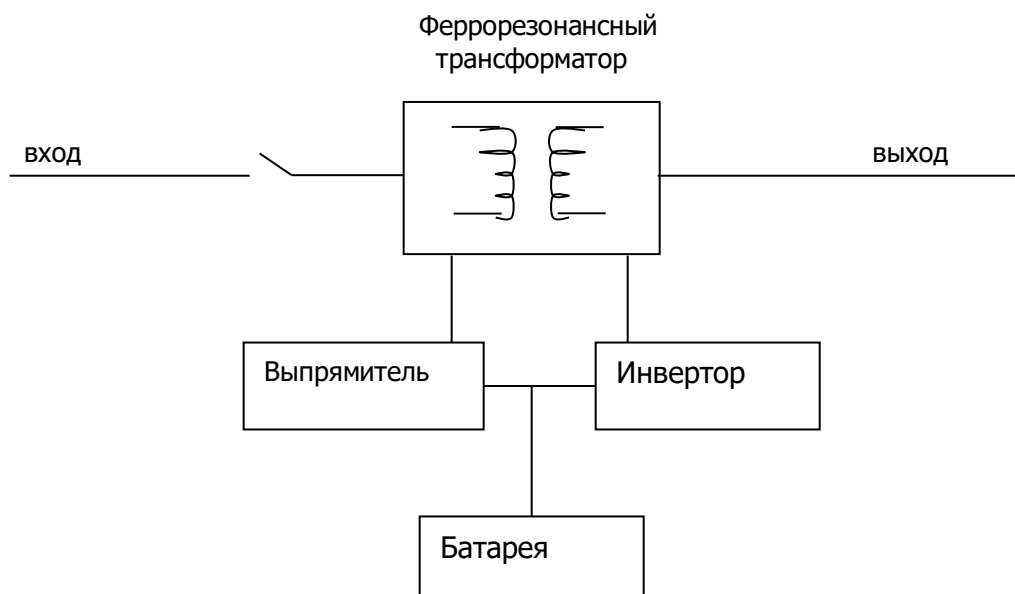 Феррорезонансный
трансформатор
вход
выход
Выпрямитель
Инвертор
Батарея